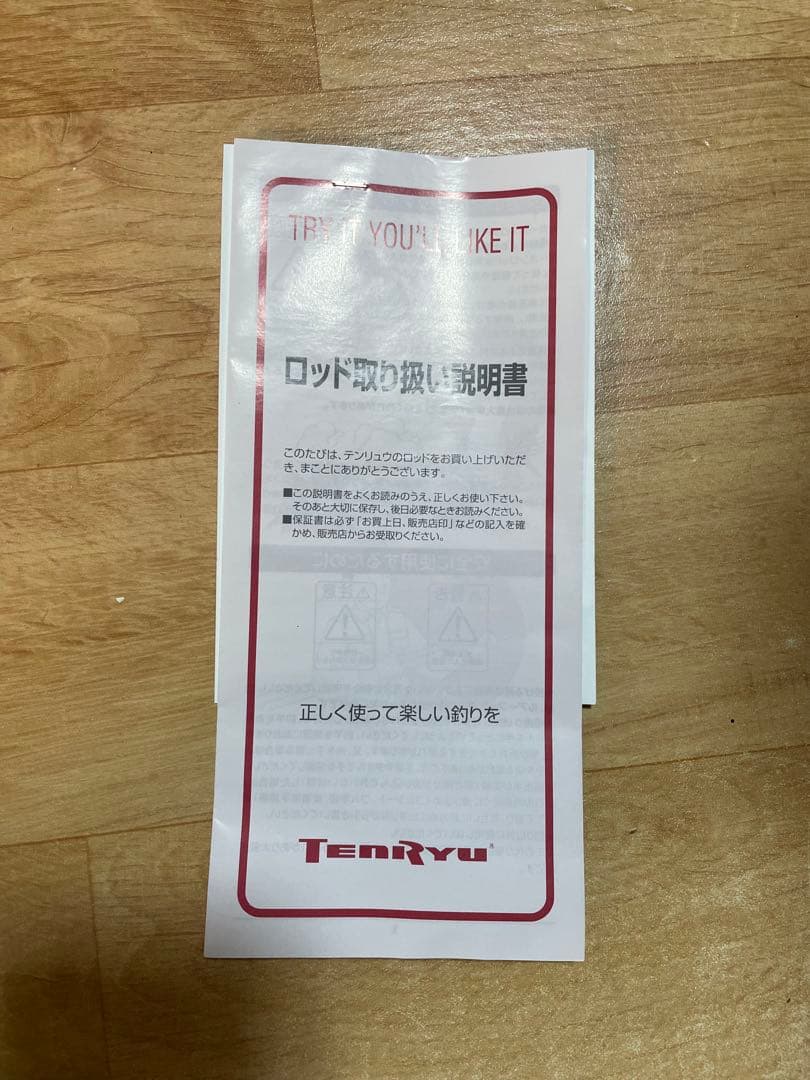 TRY IT YOU'LL LIKE IT
ロッド取り扱い説明書
このたびは、テンリュウのロッドをお買い上げいただ
き、まことにありがとうございます。
■この説明書をよくお読みのうえ、正しくお使い下さい。
そのあと大切に保存し、後日必要なときお読みください。
■保証書は必ず「お買上日、販売店印」などの記入を確
かめ、販売店からお受取りください。
正しく使って楽しい釣りを
TENRYU